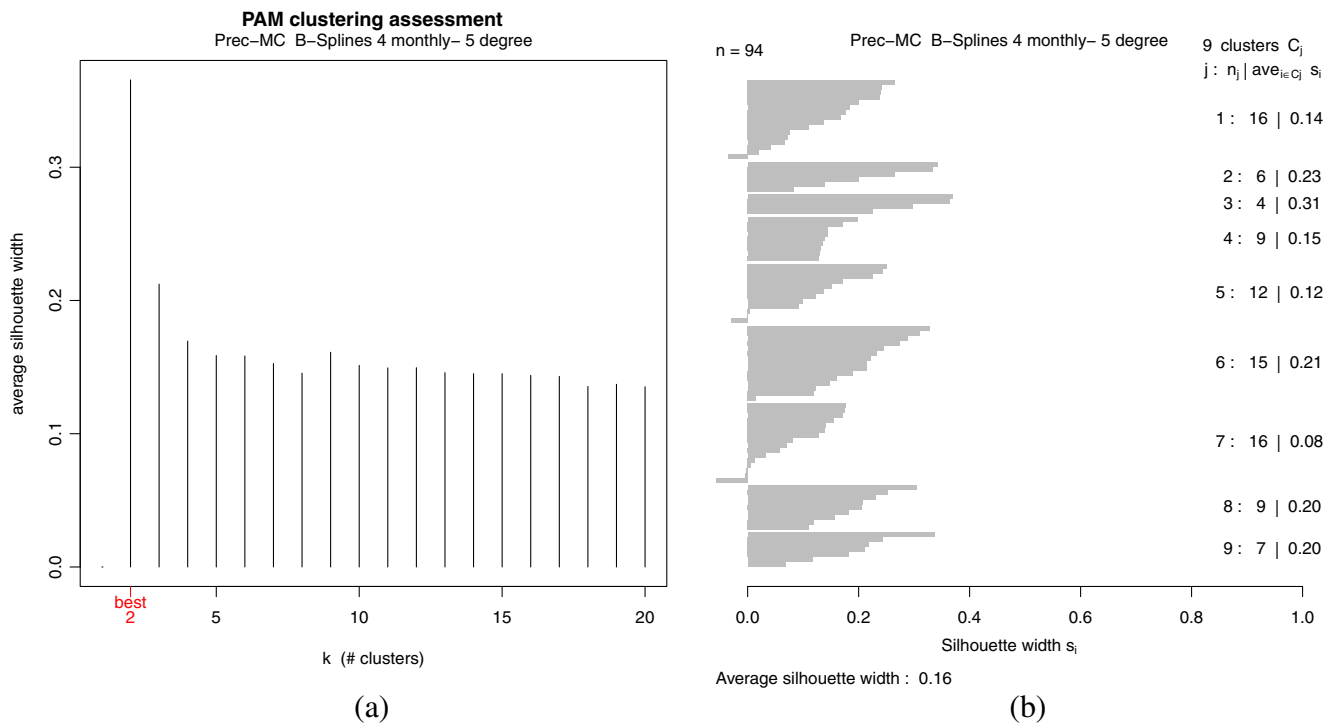 PAM clustering assessment
Prec−MC B−Splines 4 monthly− 5 degree
average silhouette width
0.0
0.1
0.2
0.3
best
2
5
10
15
20
k (# clusters)
(a)
Prec−MC B−Splines 4 monthly− 5 degree
n = 94
9 clusters Cj
j : nj | avei∈Cj si
1 : 16 | 0.14
2 : 6 | 0.23
3 : 4 | 0.31
4 : 9 | 0.15
5 : 12 | 0.12
6 : 15 | 0.21
7 : 16 | 0.08
8 : 9 | 0.20
9 : 7 | 0.20
0.0 0.2 0.4 0.6 0.8 1.0
Silhouette width si
Average silhouette width : 0.16
(b)